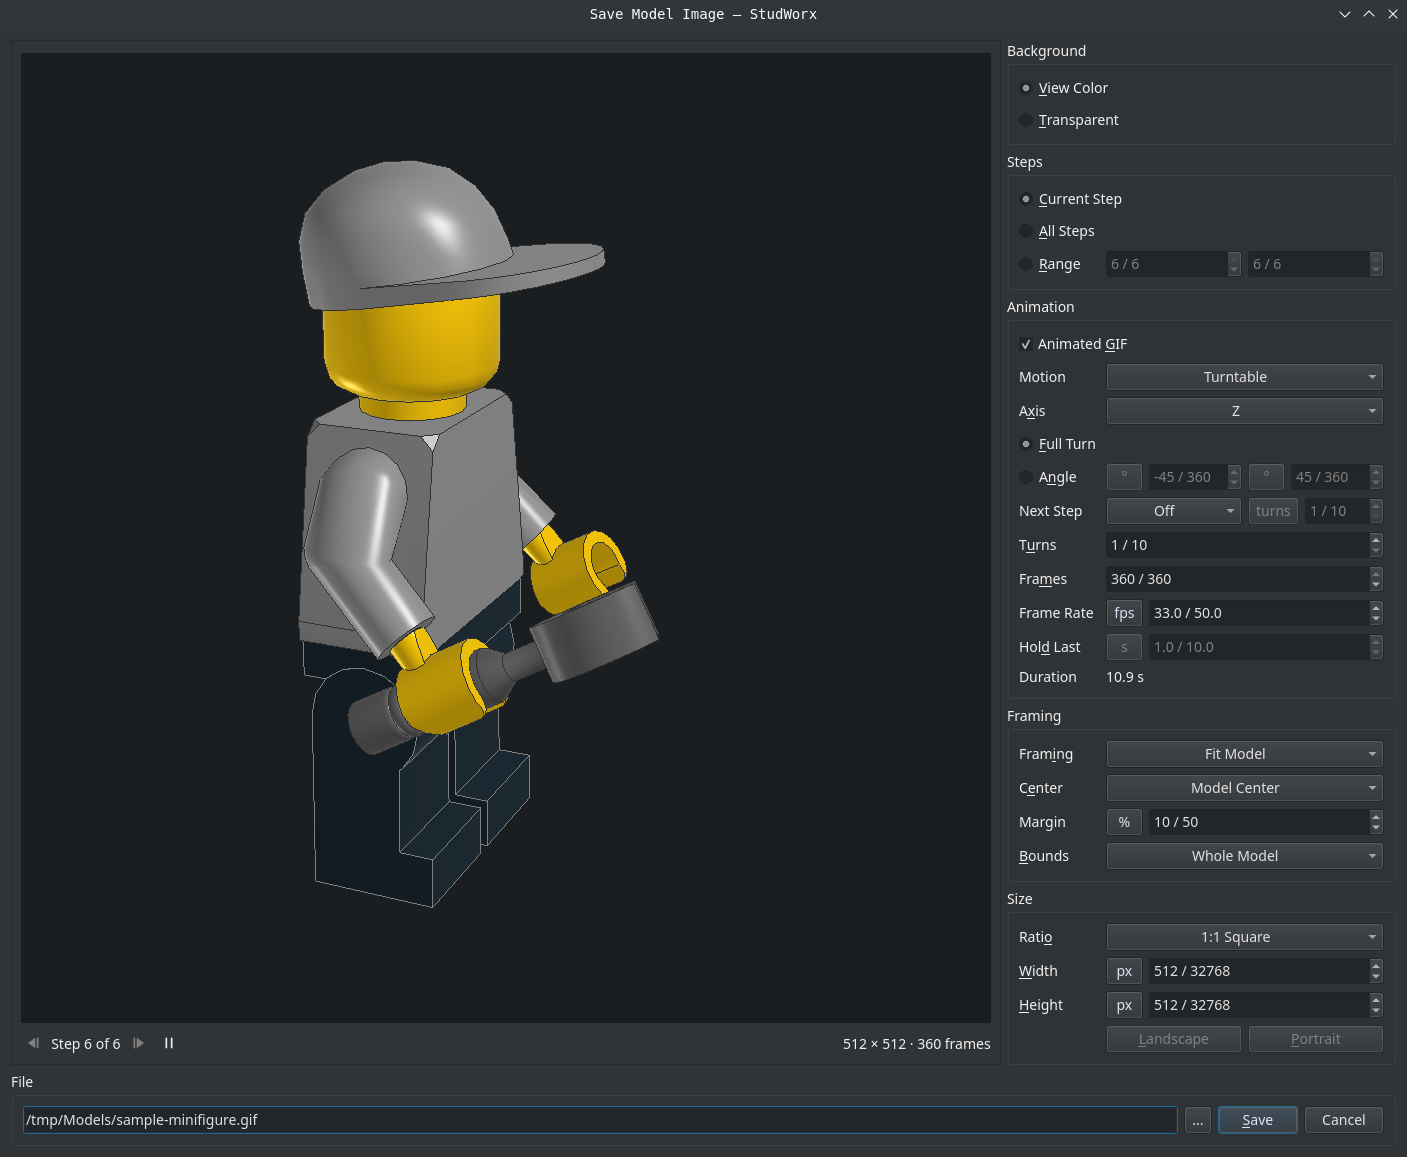 Save Model Image — StudWorx
Background
View Color
Transparent
Steps
Current Step
All Steps
Range 6 / 6 6 / 6
Animation
Animated GIF
Motion Turntable
Axis Z
Full Turn
Angle ° -45 / 360 ° 45 / 360
Next Step Off turns 1 / 10
Turns 1 / 10
Frames 360 / 360
Frame Rate fps 33.0 / 50.0
Hold Last s 1.0 / 10.0
Duration 10.9 s
Framing
Framing Fit Model
Center Model Center
Margin % 10 / 50
Bounds Whole Model
Size
Ratio 1:1 Square
Width px 512 / 32768
Height px 512 / 32768
Landscape Portrait
Step 6 of 6 512 × 512 · 360 frames
File
/tmp/Models/sample-minifigure.gif ... Save Cancel